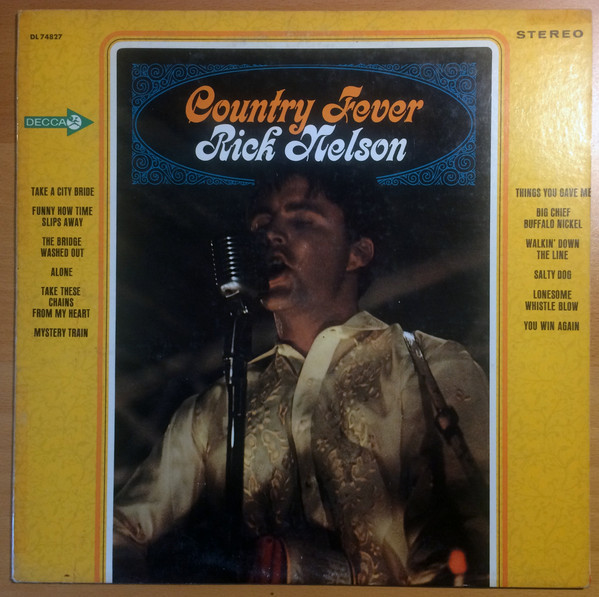 DL 74827
STEREO
Country Fever
Rick Nelson
DECCA
TAKE A CITY BRIDE
FUNNY HOW TIME
SLIPS AWAY
THE BRIDGE
WASHED OUT
ALONE
TAKE THESE
CHAINS
FROM MY HEART
MYSTERY TRAIN
THINGS YOU GAVE ME
BIG CHIEF
BUFFALO NICKEL
WALKIN' DOWN
THE LINE
SALTY DOG
LONESOME
WHISTLE BLOW
YOU WIN AGAIN